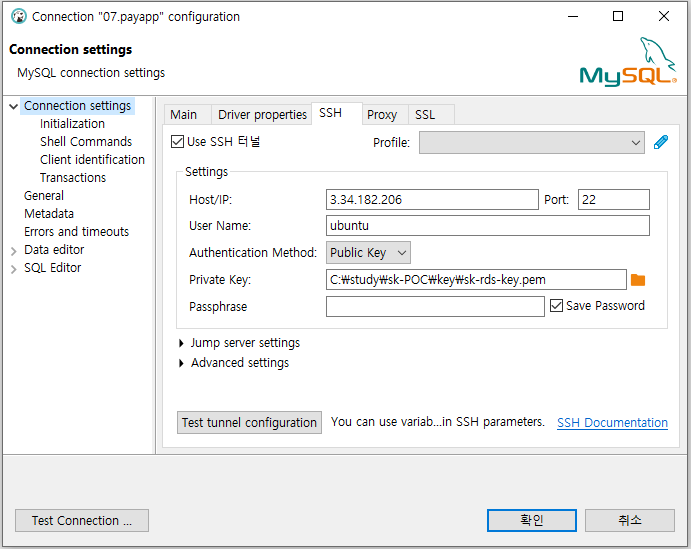 Connection "07.payapp" configuration
Connection settings
MySQL connection settings
MySQL®
Connection settings
Initialization
Shell Commands
Client identification
Transactions
General
Metadata
Errors and timeouts
Data editor
SQL Editor
Main Driver properties SSH Proxy SSL
Use SSH 터널 Profile:
Settings
Host/IP: 3.34.182.206 Port: 22
User Name: ubuntu
Authentication Method: Public Key
Private Key: C:₩study₩sk-POC₩key₩sk-rds-key.pem
Passphrase Save Password
Jump server settings
Advanced settings
Test tunnel configuration You can use variab...in SSH parameters. SSH Documentation
Test Connection ... 확인 취소